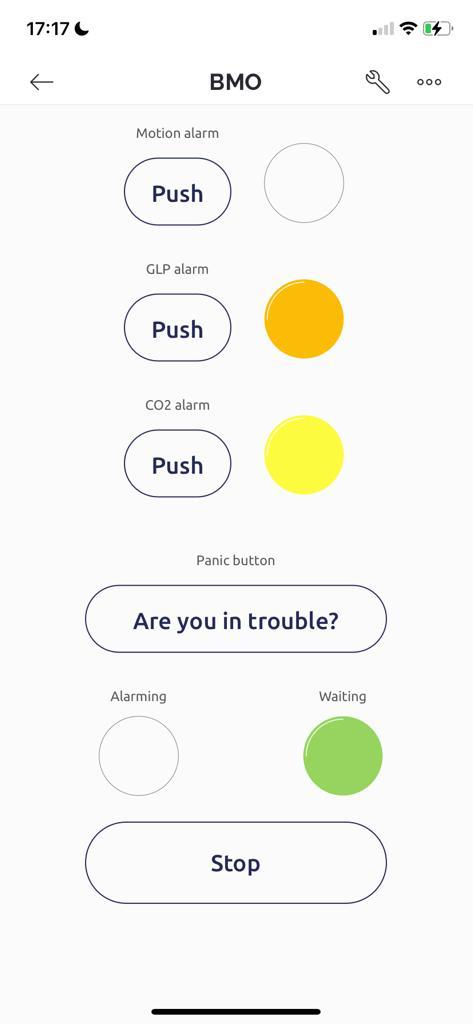 17:17
BMO
Motion alarm
Push
GLP alarm
Push
CO2 alarm
Push
Panic button
Are you in trouble?
Alarming
Waiting
Stop